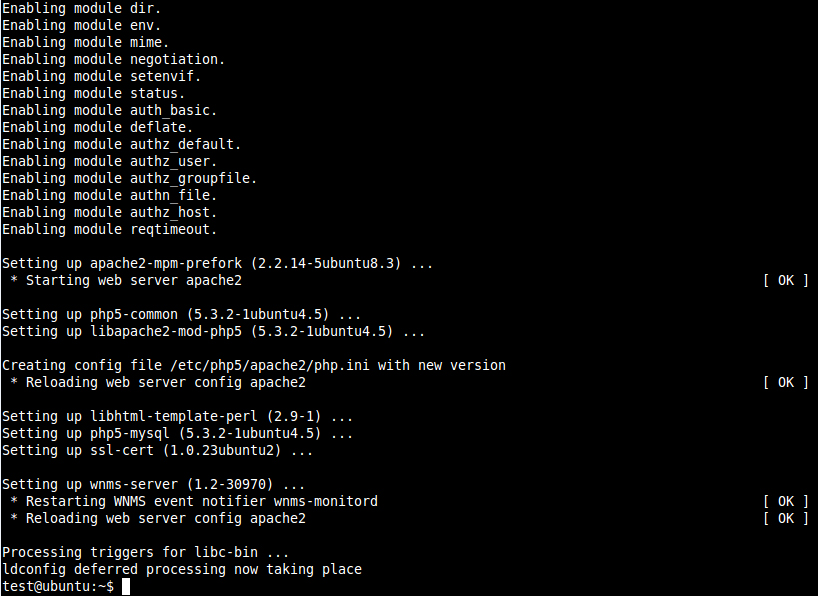 Enabling module dir.
Enabling module env.
Enabling module mime.
Enabling module negotiation.
Enabling module setenvif.
Enabling module status.
Enabling module auth_basic.
Enabling module deflate.
Enabling module authz_default.
Enabling module authz_user.
Enabling module authz_groupfile.
Enabling module authn_file.
Enabling module authz_host.
Enabling module reqtimeout.
Setting up apache2-mpm-prefork (2.2.14-5ubuntu8.3) ...
* Starting web server apache2 [ OK ]
Setting up php5-common (5.3.2-1ubuntu4.5) ...
Setting up libapache2-mod-php5 (5.3.2-1ubuntu4.5) ...
Creating config file /etc/php5/apache2/php.ini with new version
* Reloading web server config apache2 [ OK ]
Setting up libhtml-template-perl (2.9-1) ...
Setting up php5-mysql (5.3.2-1ubuntu4.5) ...
Setting up ssl-cert (1.0.23ubuntu2) ...
Setting up wnms-server (1.2-30970) ...
* Restarting WNMS event notifier wnms-monitord [ OK ]
* Reloading web server config apache2 [ OK ]
Processing triggers for libc-bin ...
ldconfig deferred processing now taking place
test@ubuntu:~$